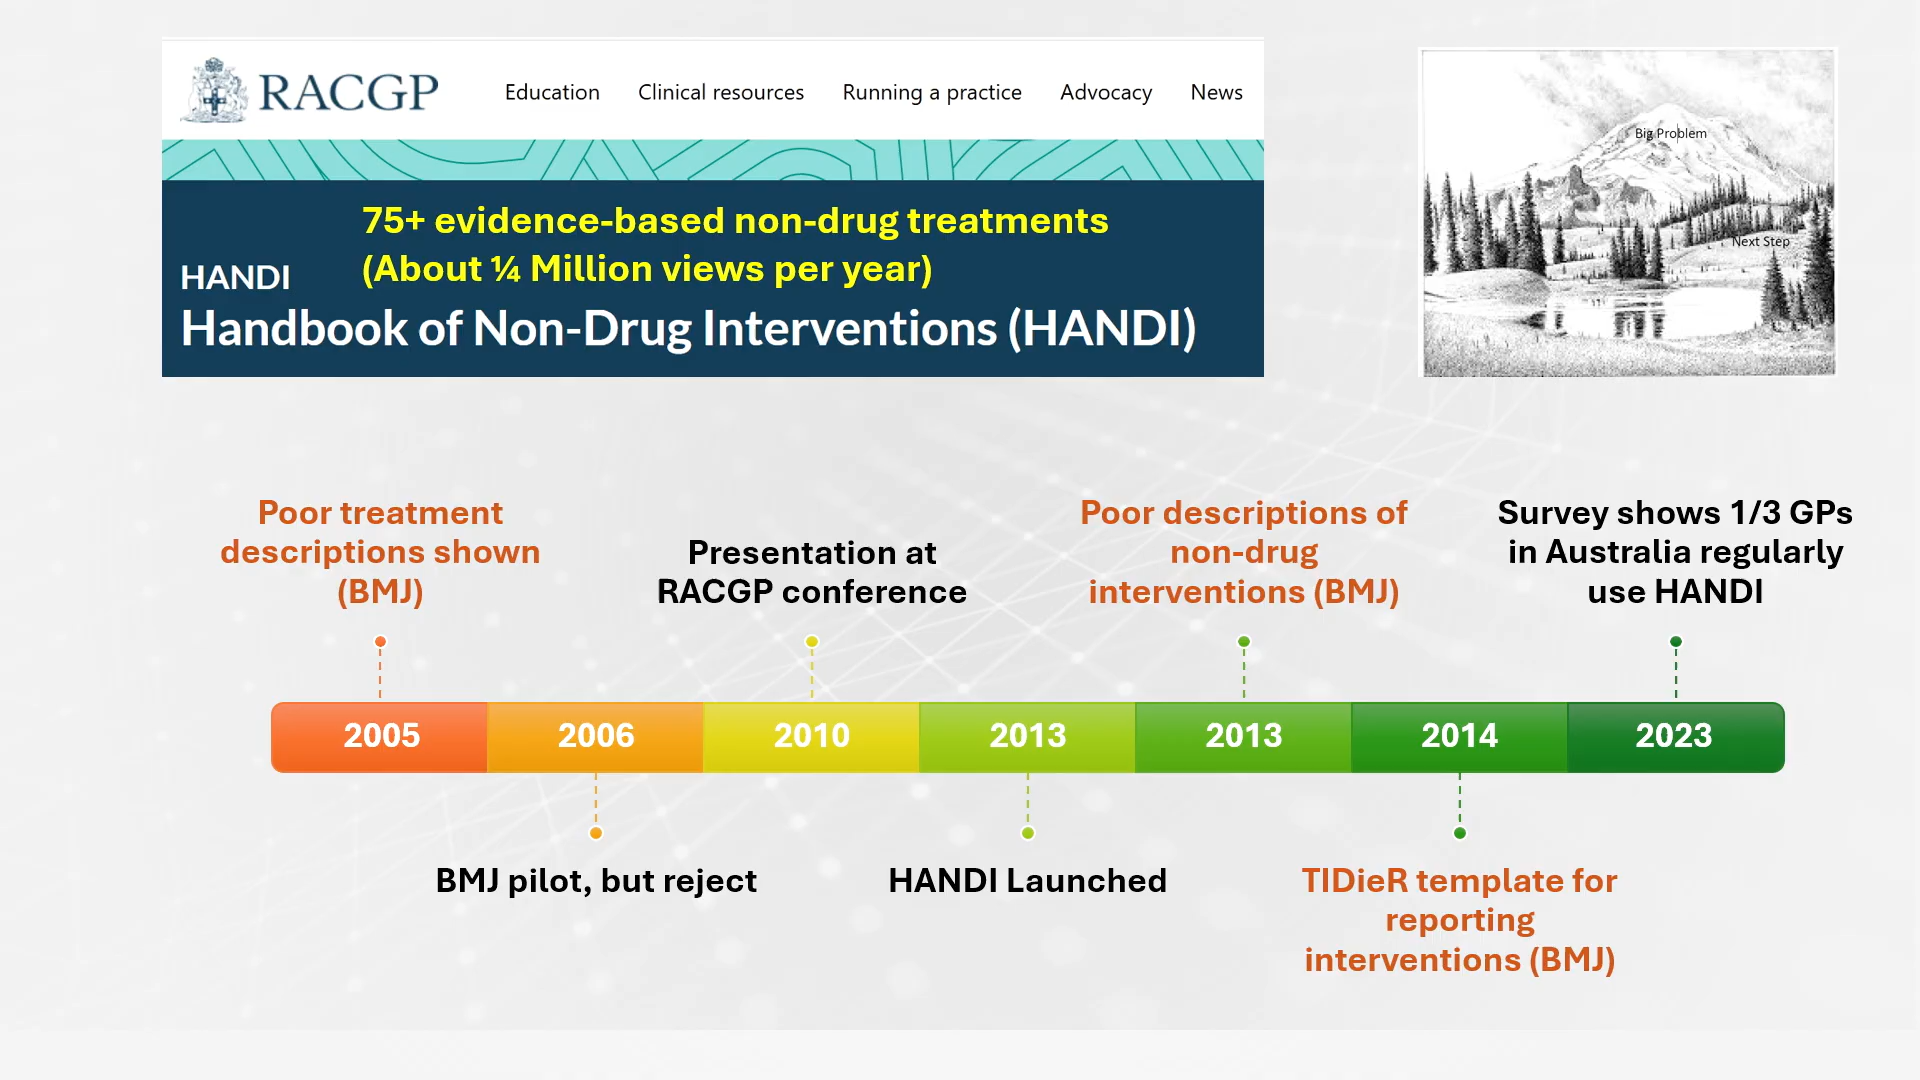 RACGP
Education Clinical resources Running a practice Advocacy News
75+ evidence-based non-drug treatments
(About ¼ Million views per year)
HANDI
Handbook of Non-Drug Interventions (HANDI)
Big Problem
Next Step
Poor treatment
descriptions shown
(BMJ)
Presentation at
RACGP conference
Poor descriptions of
non-drug
interventions (BMJ)
Survey shows 1/3 GPs
in Australia regularly
use HANDI
2005 2006 2010 2013 2013 2014 2023
BMJ pilot, but reject
HANDI Launched
TIDieR template for
reporting
interventions (BMJ)